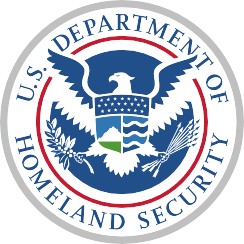 U.S. DEPARTMENT OF
HOMELAND SECURITY